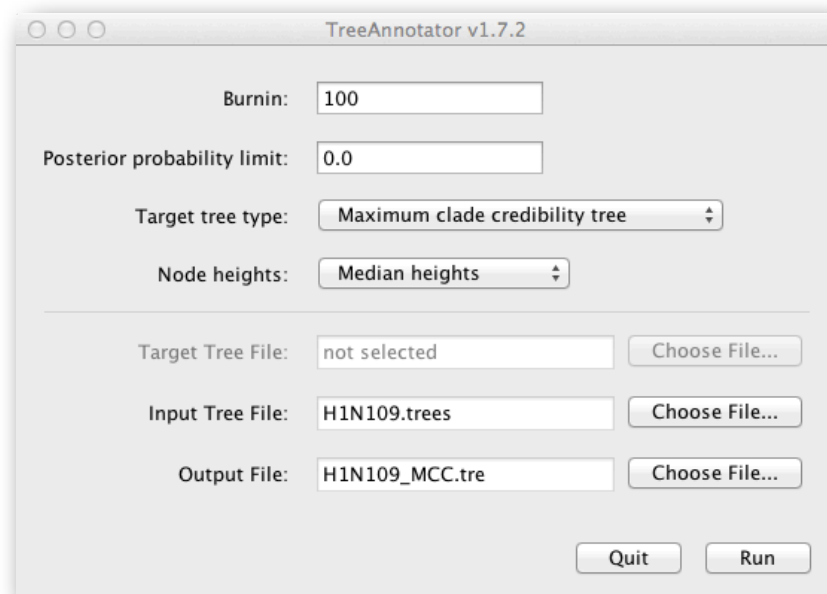 TreeAnnotator v1.7.2
Burnin: 100
Posterior probability limit: 0.0
Target tree type: Maximum clade credibility tree
Node heights: Median heights
Target Tree File: not selected Choose File...
Input Tree File: H1N109.trees Choose File...
Output File: H1N109_MCC.tre Choose File...
Quit Run